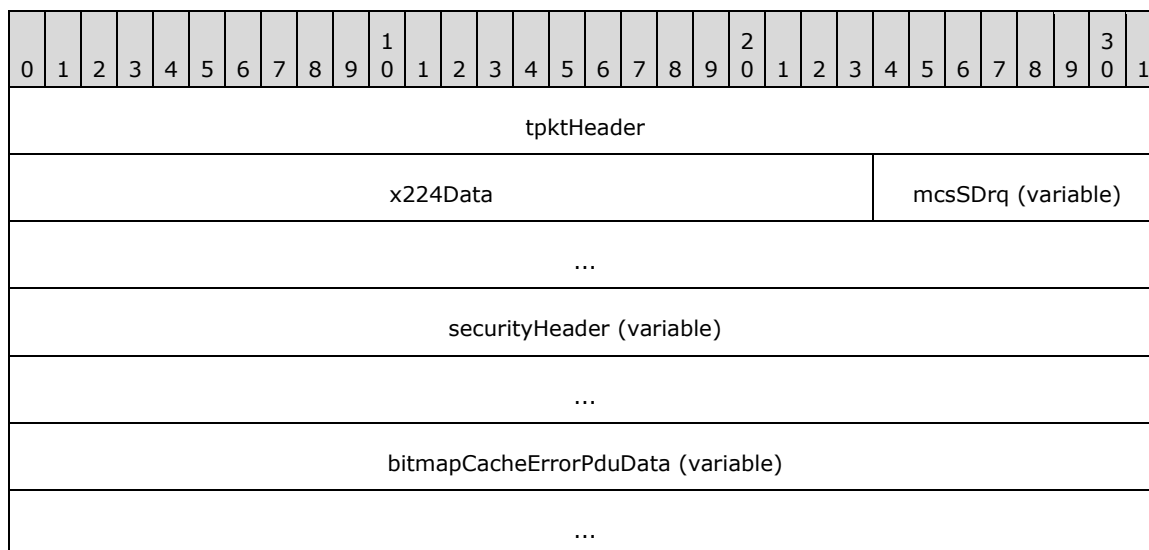 1 2 3
0 1 2 3 4 5 6 7 8 9 0 1 2 3 4 5 6 7 8 9 0 1 2 3 4 5 6 7 8 9 0 1
tpktHeader
x224Data mcsSDrq (variable)
...
securityHeader (variable)
...
bitmapCacheErrorPduData (variable)
...